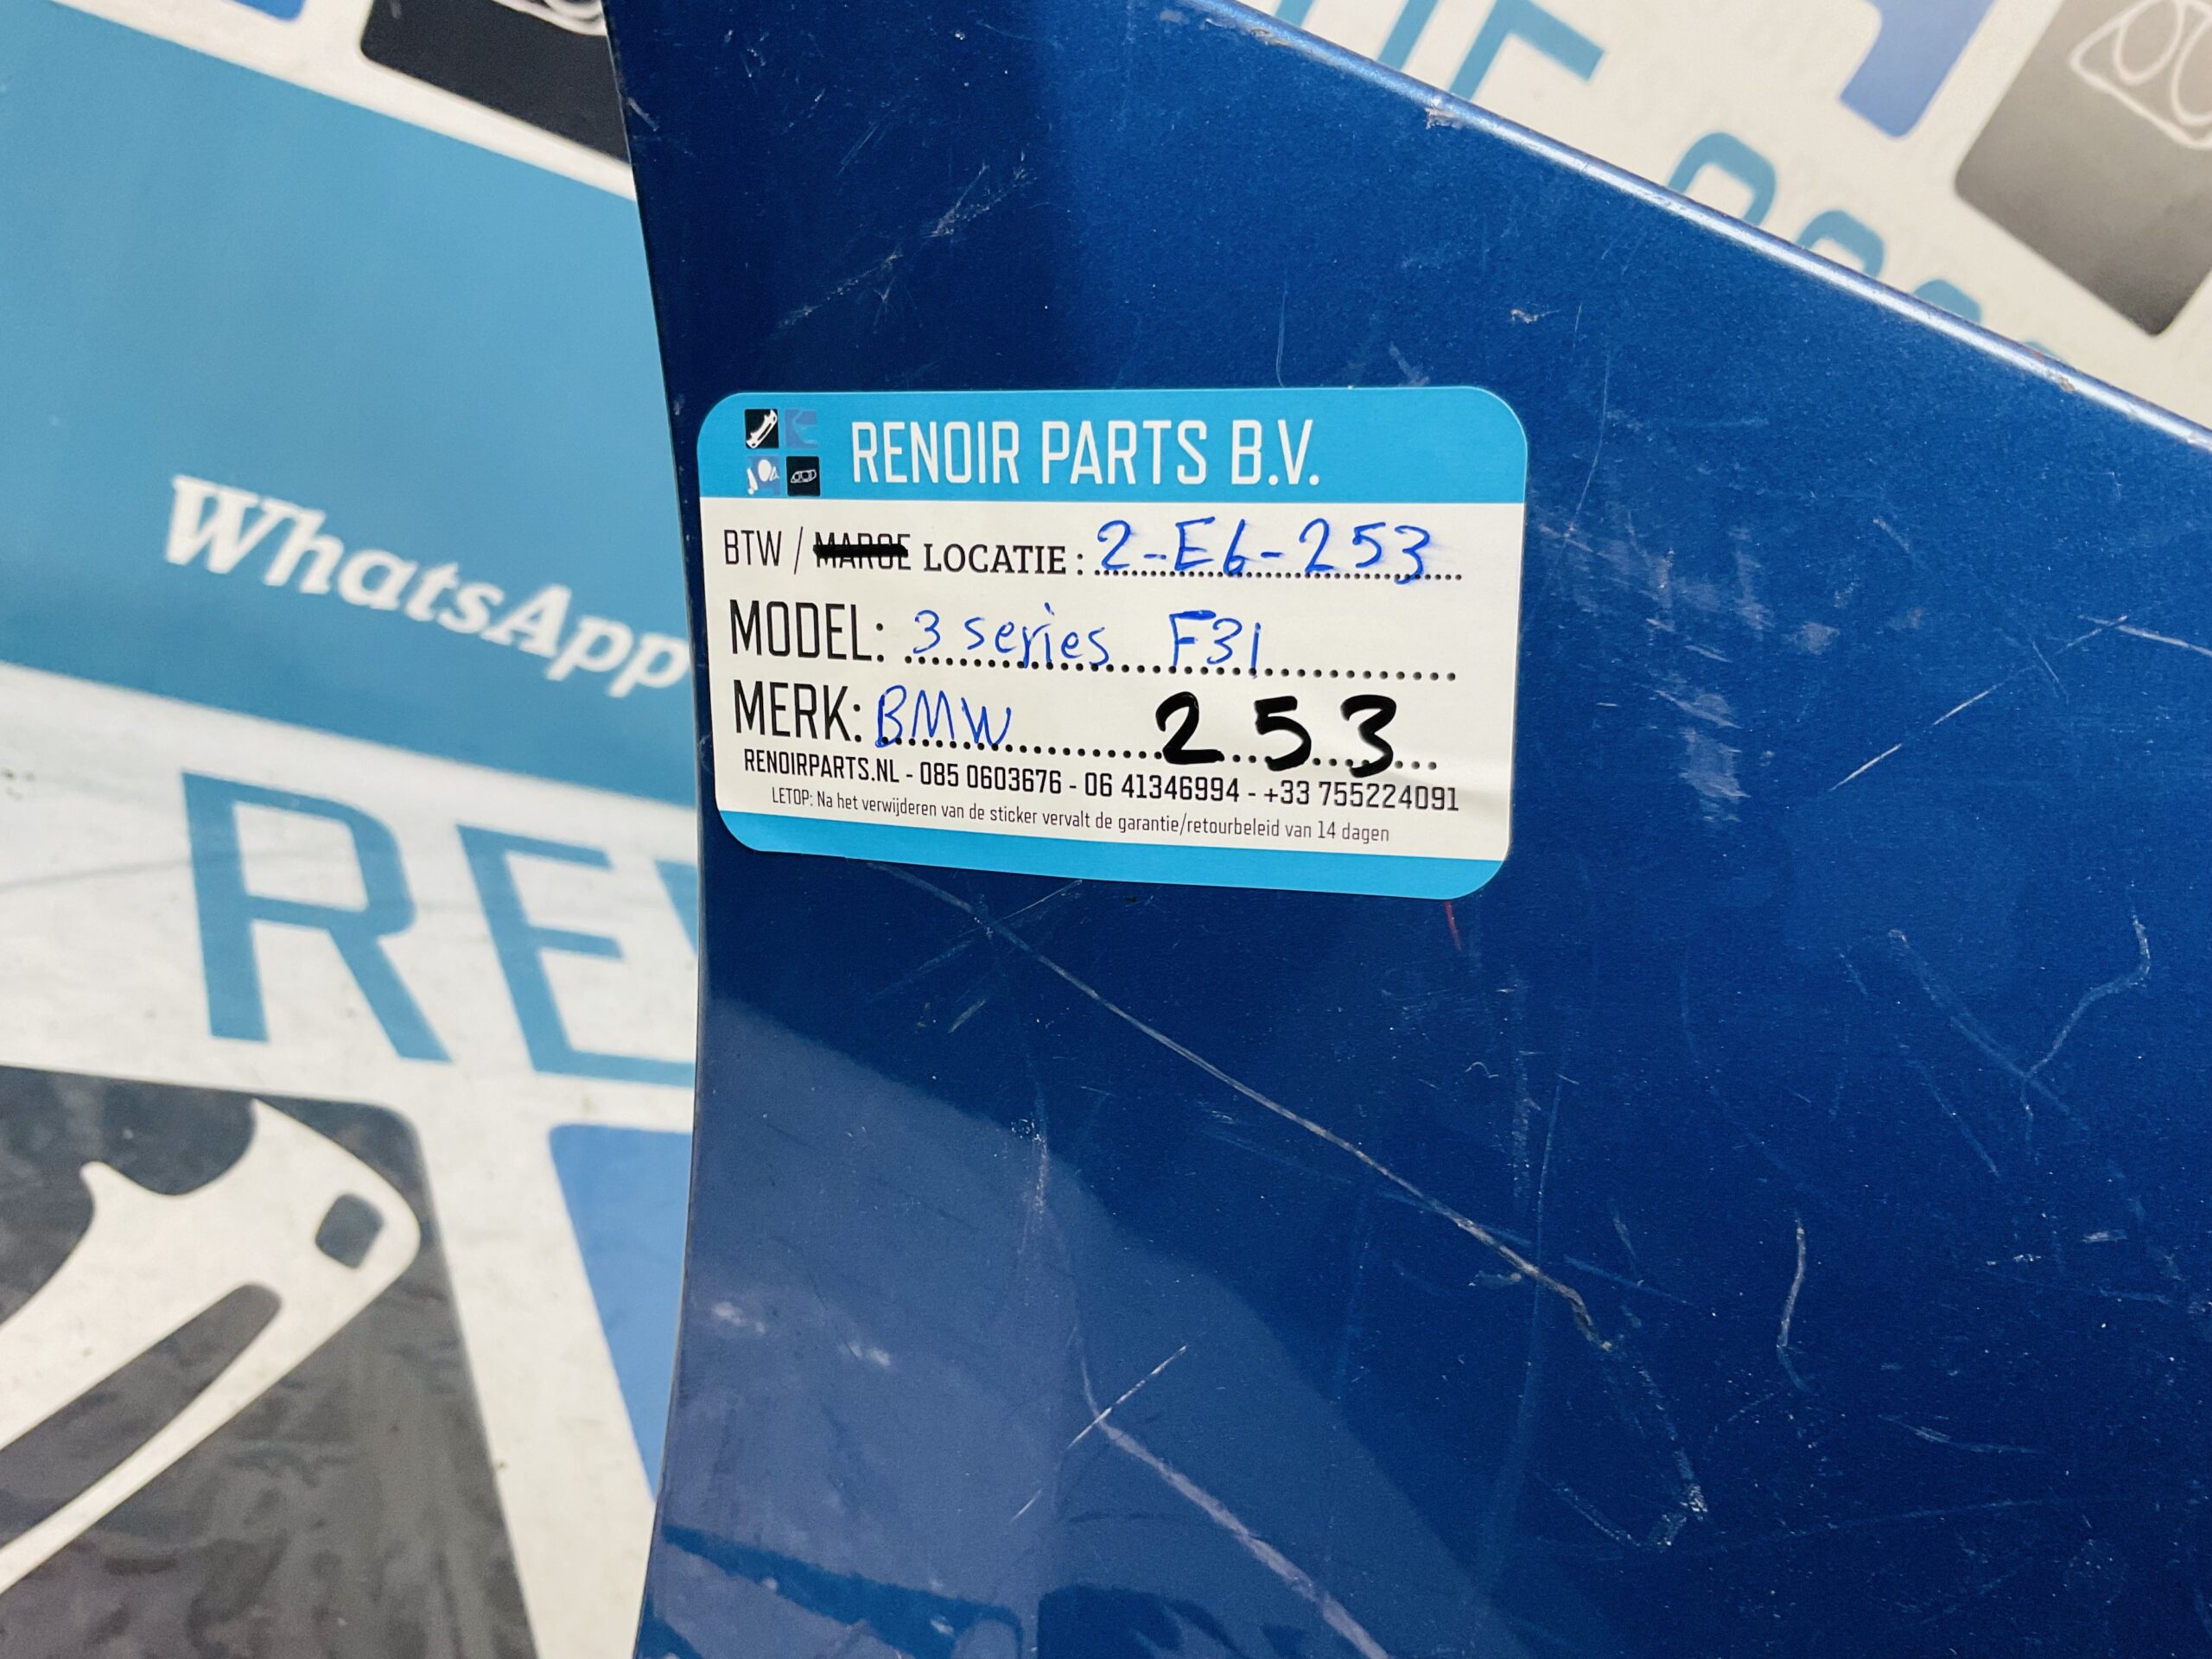 RENOIR PARTS B.V.
BTW / MARGE LOCATIE : 2-E6-253
MODEL: 3 series F31
MERK: BMW 253
RENOIRPARTS.NL - 085 0603676 - 06 41346994 - +33 755224091
LETOP: Na het verwijderen van de sticker vervalt de garantie/retourbeleid van 14 dagen
WhatsApp
RE